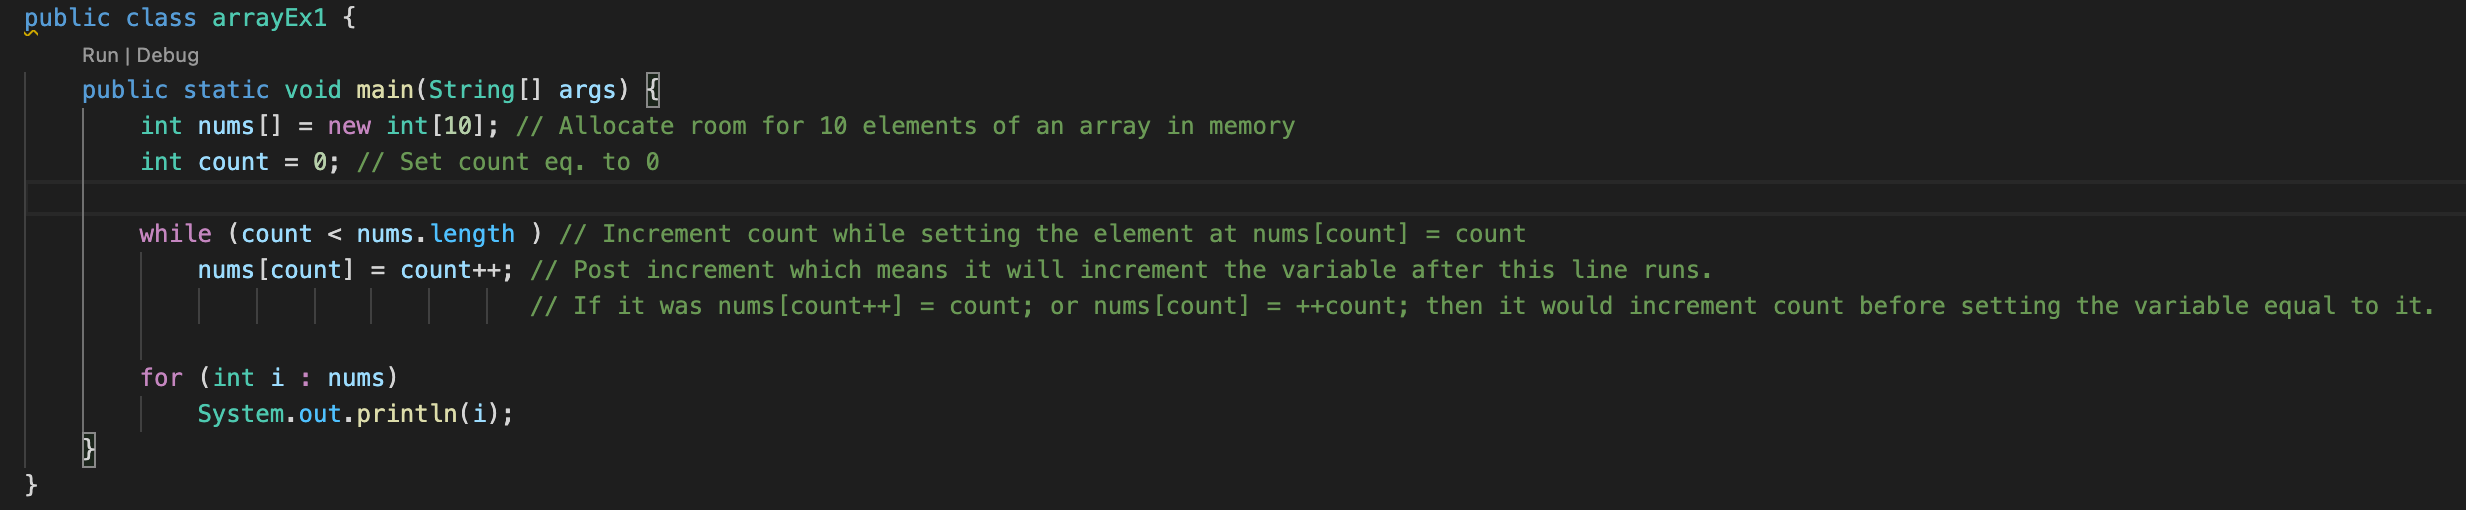 public class arrayEx1 {
Run | Debug
public static void main(String[] args) {
int nums[] = new int[10]; // Allocate room for 10 elements of an array in memory
int count = 0; // Set count eq. to 0
while (count < nums.length ) // Increment count while setting the element at nums[count] = count
nums[count] = count++; // Post increment which means it will increment the variable after this line runs.
// If it was nums[count++] = count; or nums[count] = ++count; then it would increment count before setting the variable equal to it.
for (int i : nums)
System.out.println(i);
}
}